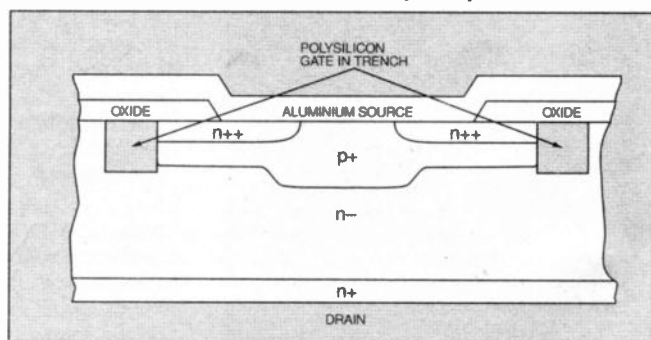 POLYSILICON
GATE IN TRENCH
OXIDE
ALUMINIUM SOURCE
OXIDE
n++
n++
p+
n–
n+
DRAIN